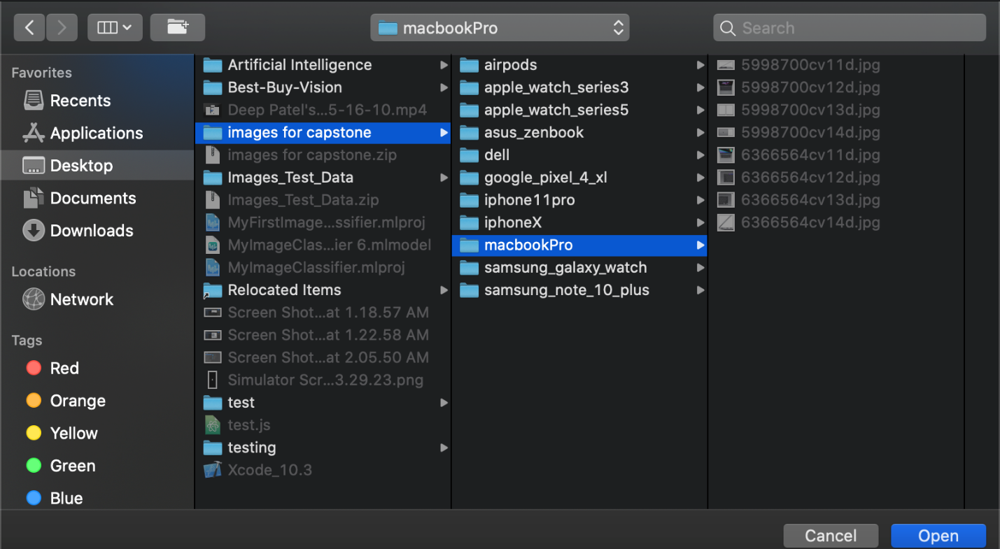 macbookPro
Search
Favorites
Recents
Applications
Desktop
Documents
Downloads
Locations
Network
Tags
Red
Orange
Yellow
Green
Blue
Artificial Intelligence
Best-Buy-Vision
Deep Patel's...5-16-10.mp4
images for capstone
images for capstone.zip
Images_Test_Data
Images_Test_Data.zip
MyFirstImage...ssifier.mlproj
MyImageClas...ier 6.mlmodel
MyImageClassifier.mlproj
Relocated Items
Screen Shot...at 1.18.57 AM
Screen Shot...at 1.22.58 AM
Screen Shot...at 2.05.50 AM
Simulator Scr...3.29.23.png
test
test.js
testing
Xcode_10.3
airpods
apple_watch_series3
apple_watch_series5
asus_zenbook
dell
google_pixel_4_xl
iphone11pro
iphoneX
macbookPro
samsung_galaxy_watch
samsung_note_10_plus
5998700cv11d.jpg
5998700cv12d.jpg
5998700cv13d.jpg
5998700cv14d.jpg
6366564cv11d.jpg
6366564cv12d.jpg
6366564cv13d.jpg
6366564cv14d.jpg
Cancel
Open